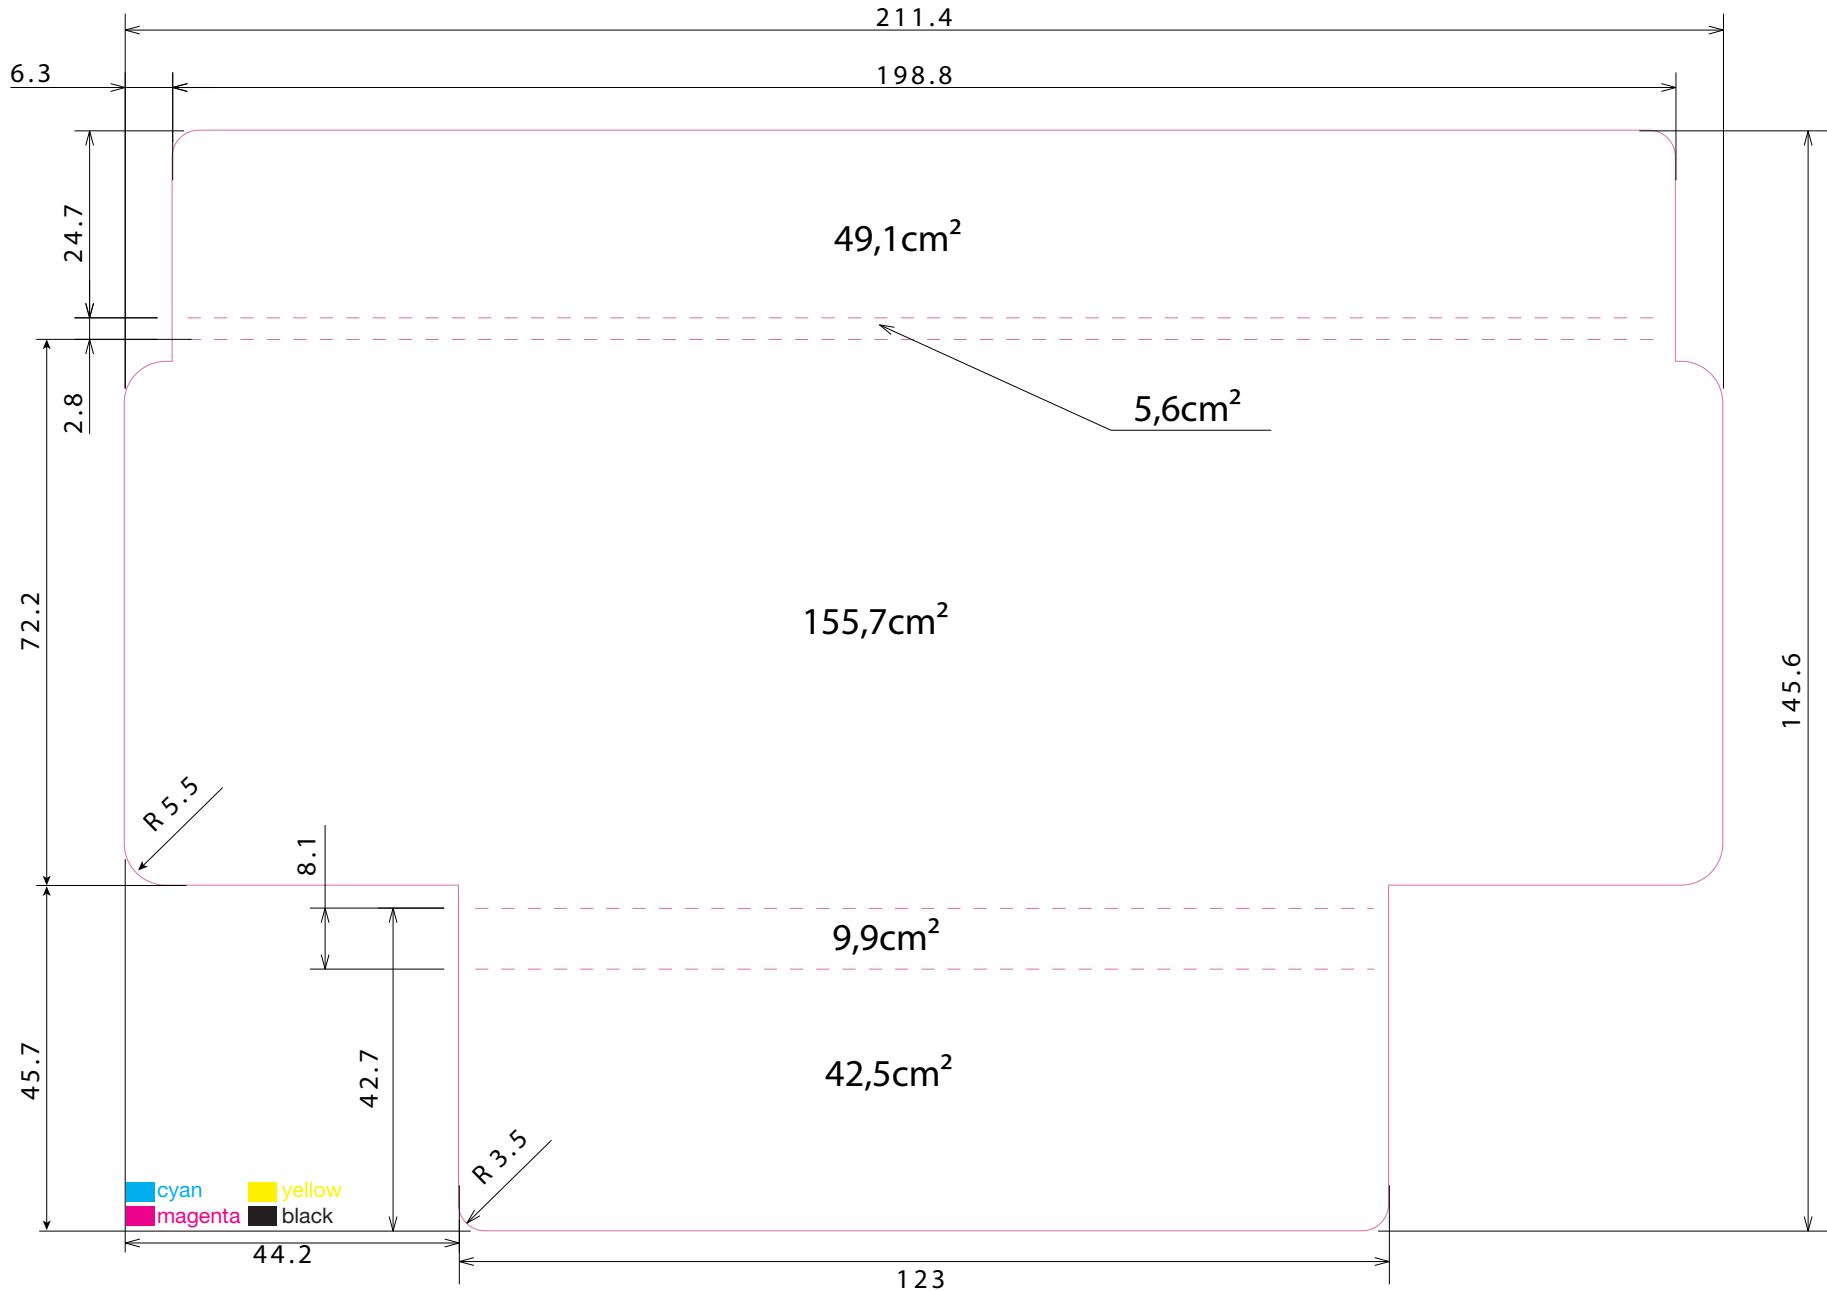 211.4
6.3
198.8
24.7
49,1cm²
2.8
5,6cm²
72.2
155,7cm²
145.6
R 5.5
8.1
9,9cm²
45.7
42.7
42,5cm²
R 3.5
cyan yellow
magenta black
44.2
123